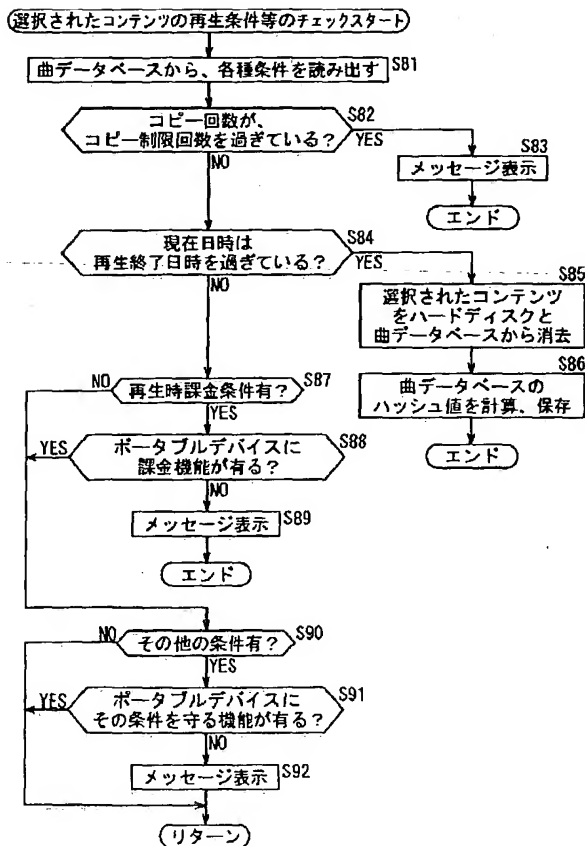 選択されたコンテンツの再生条件等のチェックスタート
曲データベースから、各種条件を読み出す
S81
コピー回数が、
コピー制限回数を過ぎている?
S82
YES
NO
S83
メッセージ表示
エンド
現在日時は
再生終了日時を過ぎている?
S84
YES
NO
S85
選択されたコンテンツ
をハードディスクと
曲データベースから消去
S86
曲データベースの
ハッシュ値を計算、保存
エンド
NO
再生時課金条件有?
S87
YES
YES
ポータブルデバイスに
課金機能が有る?
S88
NO
メッセージ表示
S89
エンド
NO
その他の条件有?
S90
YES
YES
ポータブルデバイスに
その条件を守る機能が有る?
S91
NO
メッセージ表示
S92
リターン